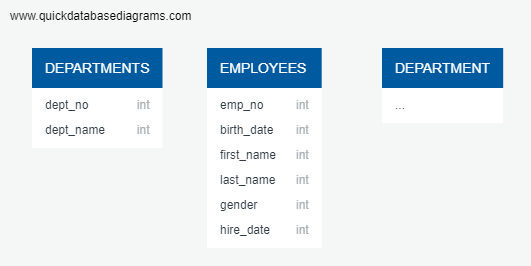 www.quickdatabasediagrams.com
DEPARTMENTS
dept_no int
dept_name int
EMPLOYEES
emp_no int
birth_date int
first_name int
last_name int
gender int
hire_date int
DEPARTMENT
...